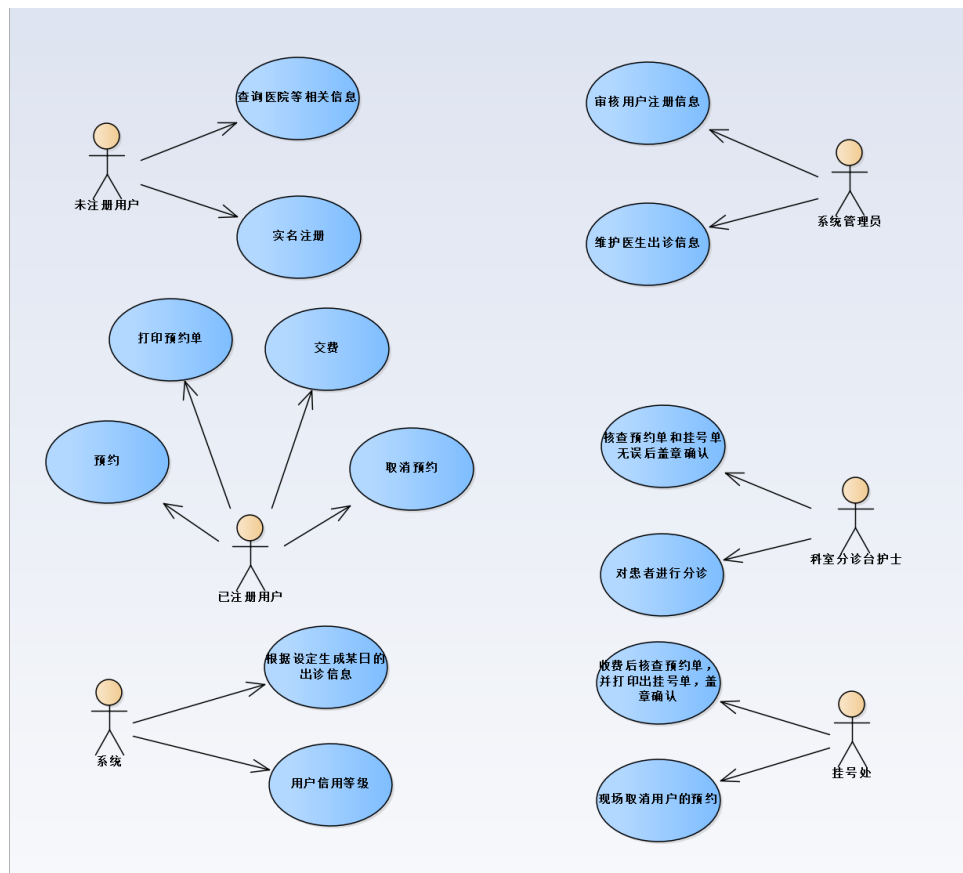 查询医院等相关信息
未注册用户
实名注册
审核用户注册信息
系统管理员
维护医生出诊信息
打印预约单
交费
预约
取消预约
已注册用户
核查预约单和挂号单
无误后盖章确认
科室分诊台护士
对患者进行分诊
根据设定生成某日的
出诊信息
系统
用户信用等级
收费后核查预约单，
并打印出挂号单，盖
章确认
挂号处
现场取消用户的预约